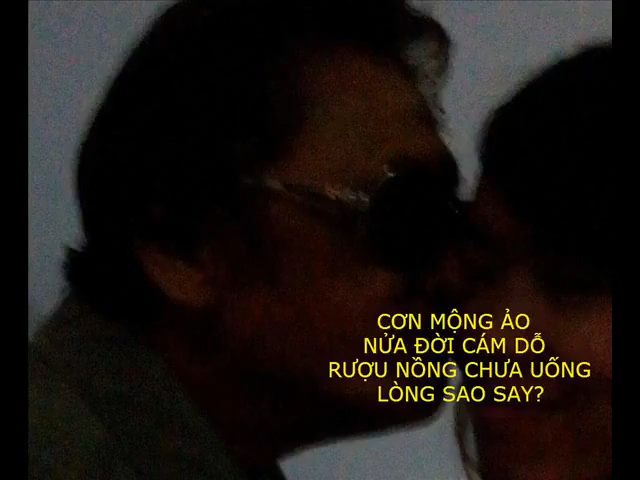 CƠN MỘNG ẢO
NỬA ĐỜI CÁM DỖ
RƯỢU NỒNG CHƯA UỐNG
LÒNG SAO SAY?